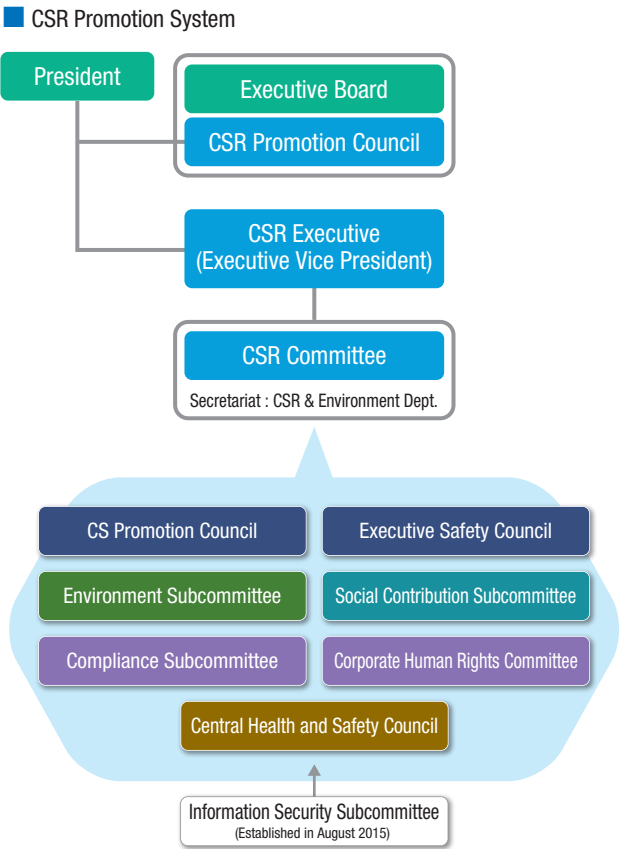 CSR Promotion System
President
Executive Board
CSR Promotion Council
CSR Executive
(Executive Vice President)
CSR Committee
Secretariat : CSR & Environment Dept.
CS Promotion Council
Executive Safety Council
Environment Subcommittee
Social Contribution Subcommittee
Compliance Subcommittee
Corporate Human Rights Committee
Central Health and Safety Council
Information Security Subcommittee
(Established in August 2015)